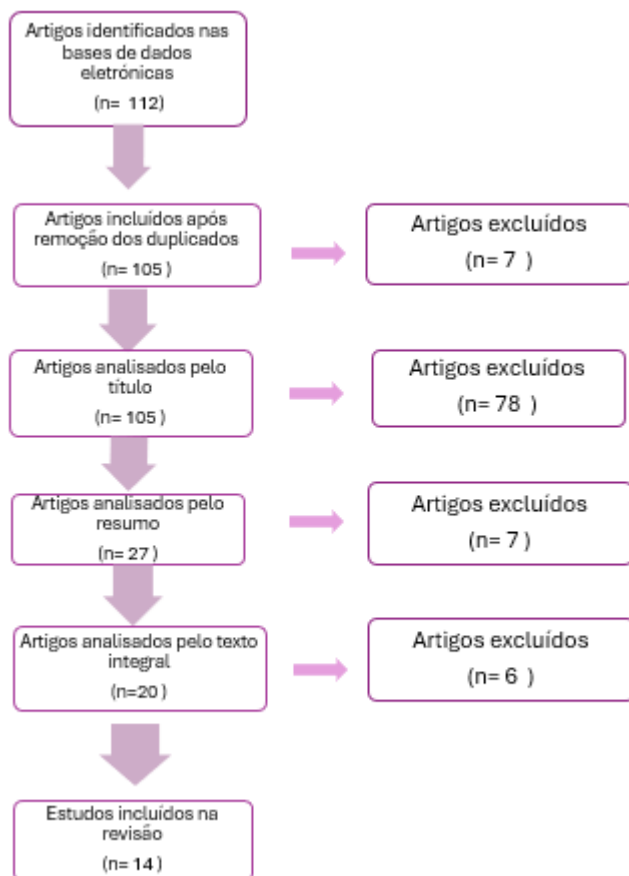 Artigos identificados nas
bases de dados
eletrónicas
(n= 112)
Artigos incluídos após
remoção dos duplicados
(n= 105)
Artigos excluídos
(n= 7 )
Artigos analisados pelo
título
(n= 105 )
Artigos excluídos
(n= 78 )
Artigos analisados pelo
resumo
(n= 27 )
Artigos excluídos
(n= 7 )
Artigos analisados pelo texto
integral
(n=20 )
Artigos excluídos
(n= 6 )
Estudos incluídos na
revisão
(n= 14 )